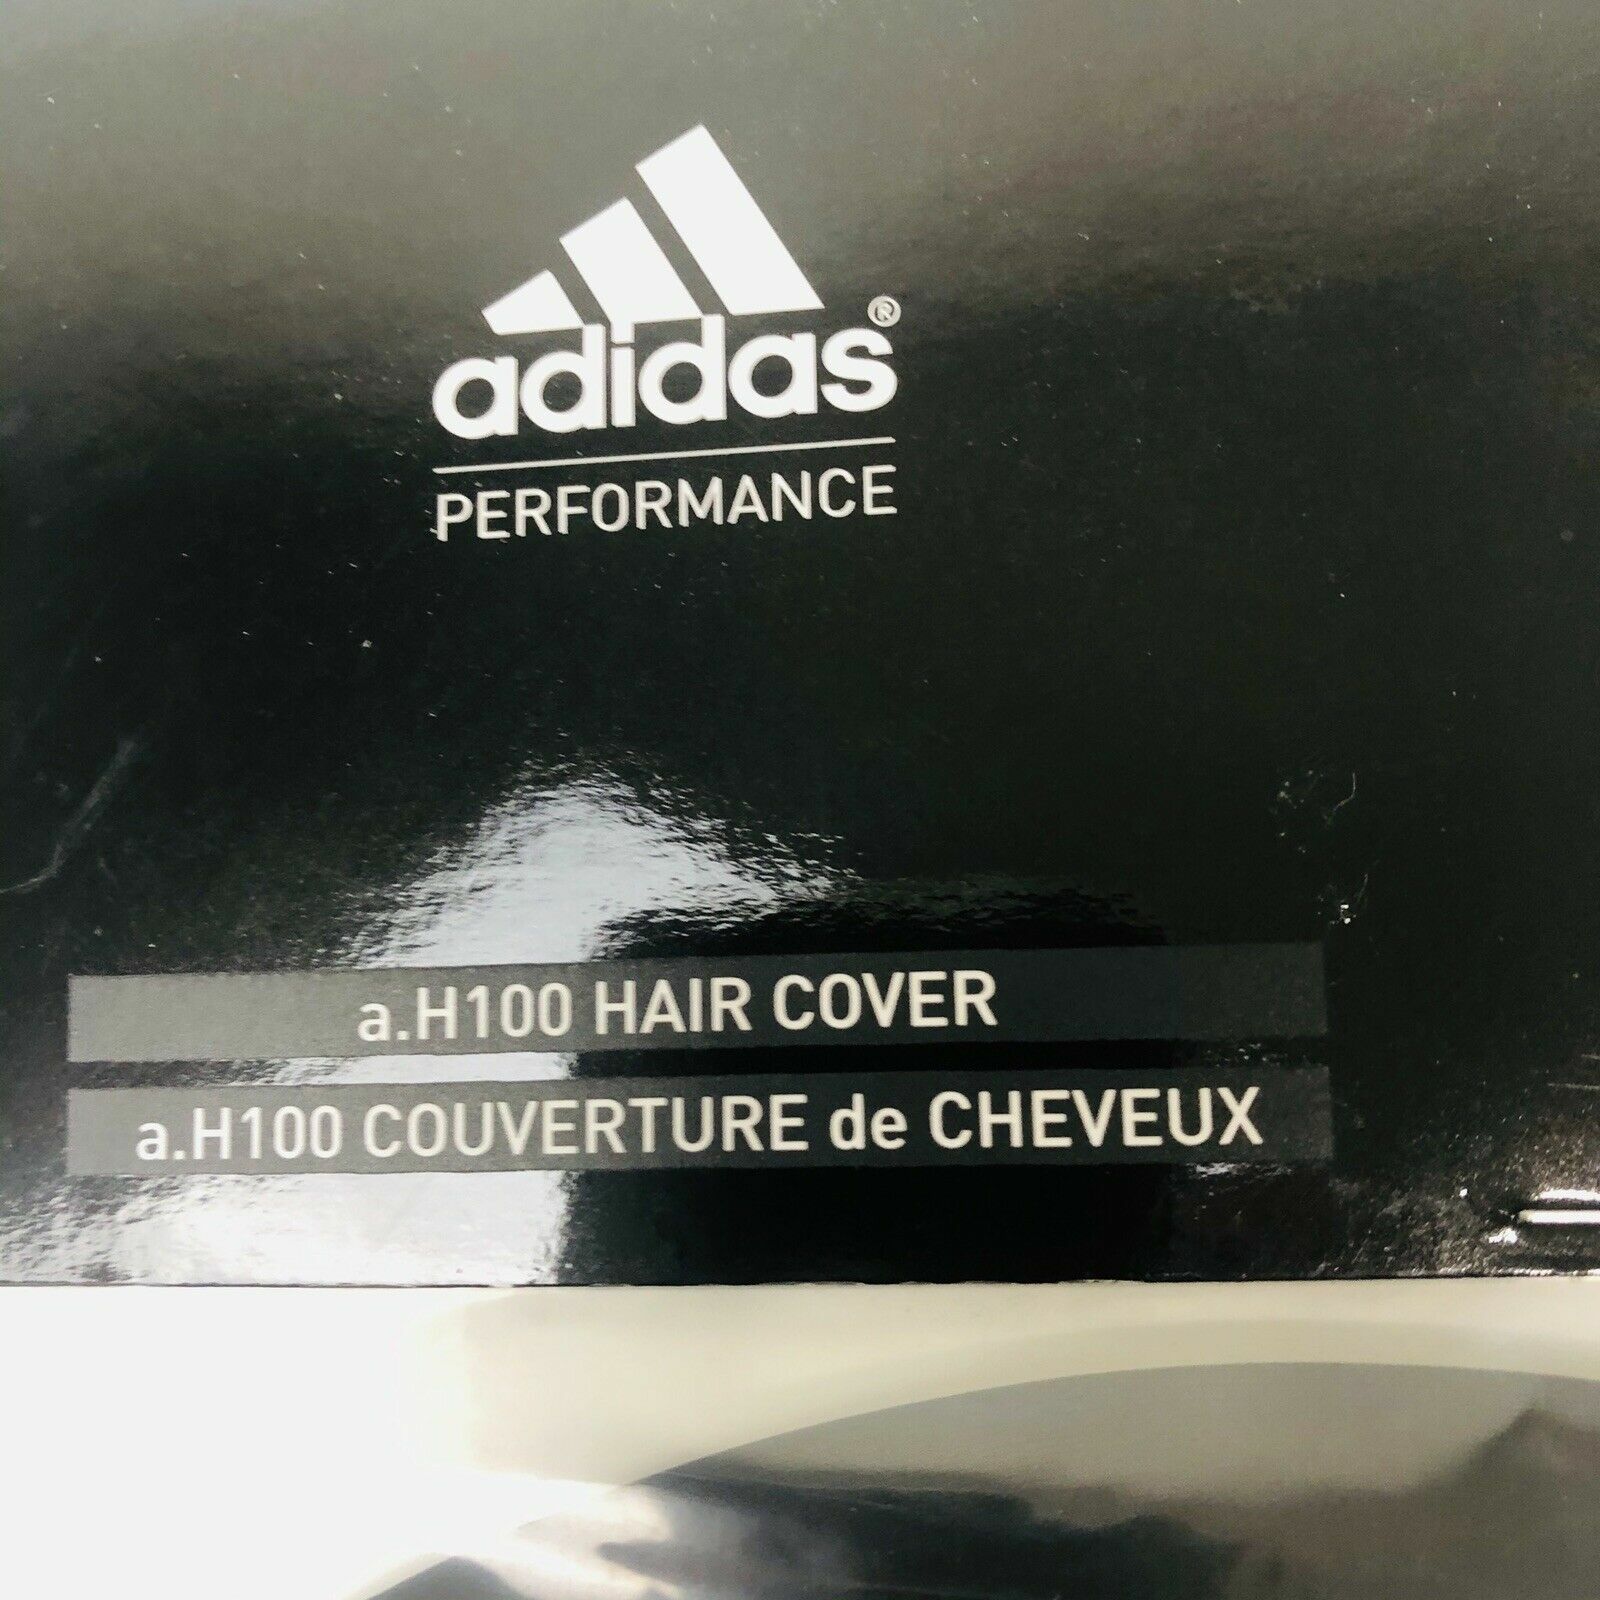 adidas®
PERFORMANCE
a.H100 HAIR COVER
a.H100 COUVERTURE de CHEVEUX